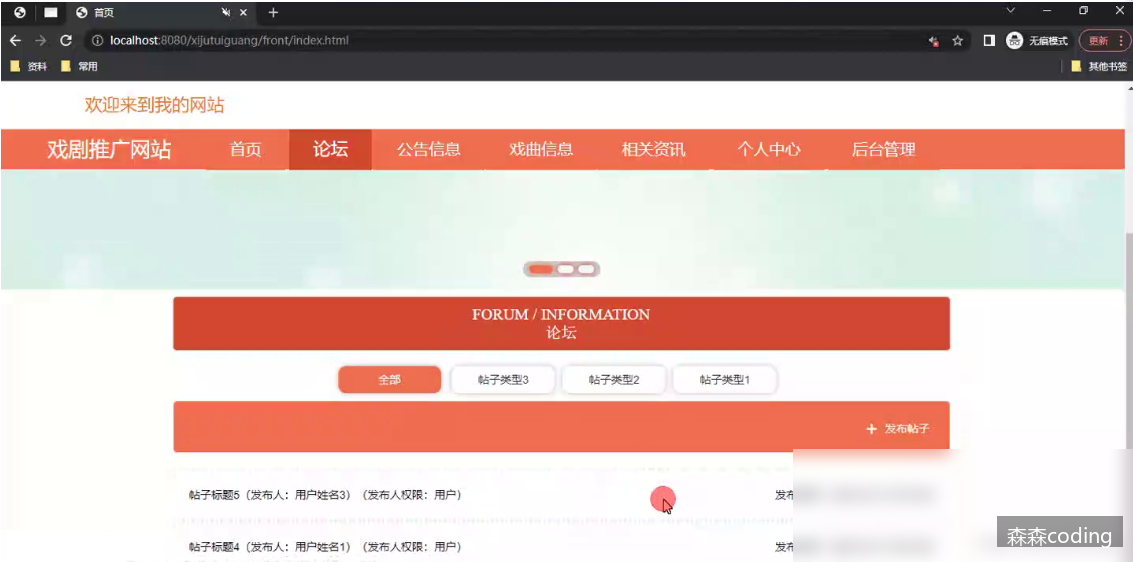 首页
localhost:8080/xijutuiguang/front/index.html
无痕模式
更新
资料
常用
其他书签
欢迎来到我的网站
戏剧推广网站
首页
论坛
公告信息
戏曲信息
相关资讯
个人中心
后台管理
FORUM / INFORMATION
论坛
全部
帖子类型3
帖子类型2
帖子类型1
+ 发布帖子
帖子标题5（发布人：用户姓名3）（发布人权限：用户）
发布
帖子标题4（发布人：用户姓名1）（发布人权限：用户）
发布
森森coding